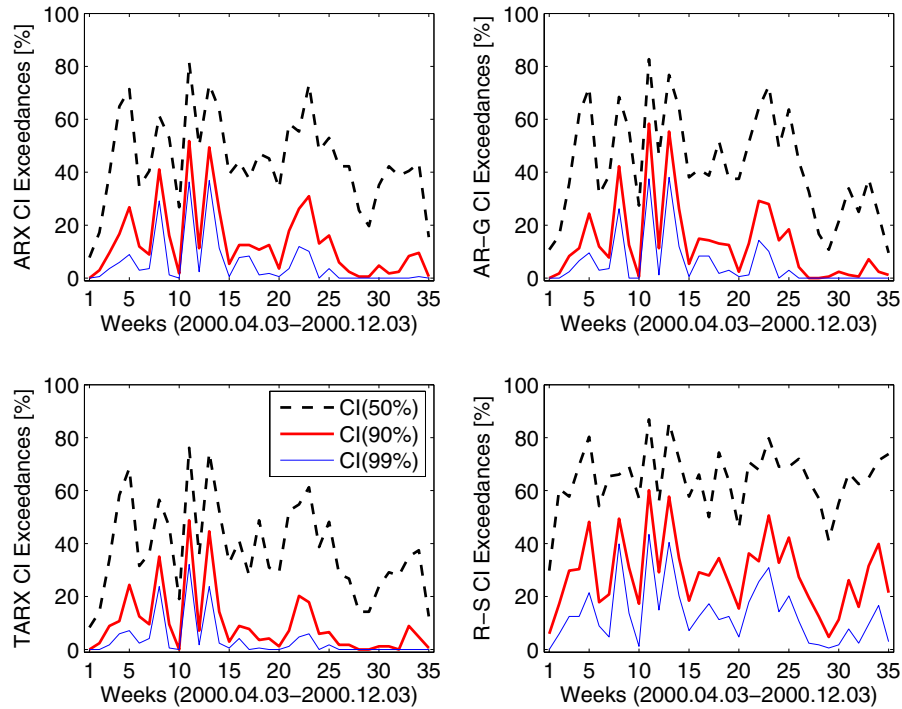 ARX CI Exceedances [%]
100
80
60
40
20
0
1 5 10 15 20 25 30 35
Weeks (2000.04.03−2000.12.03)
AR−G CI Exceedances [%]
100
80
60
40
20
0
1 5 10 15 20 25 30 35
Weeks (2000.04.03−2000.12.03)
TARX CI Exceedances [%]
100
80
60
40
20
0
CI(50%)
CI(90%)
CI(99%)
1 5 10 15 20 25 30 35
Weeks (2000.04.03−2000.12.03)
R−S CI Exceedances [%]
100
80
60
40
20
0
1 5 10 15 20 25 30 35
Weeks (2000.04.03−2000.12.03)